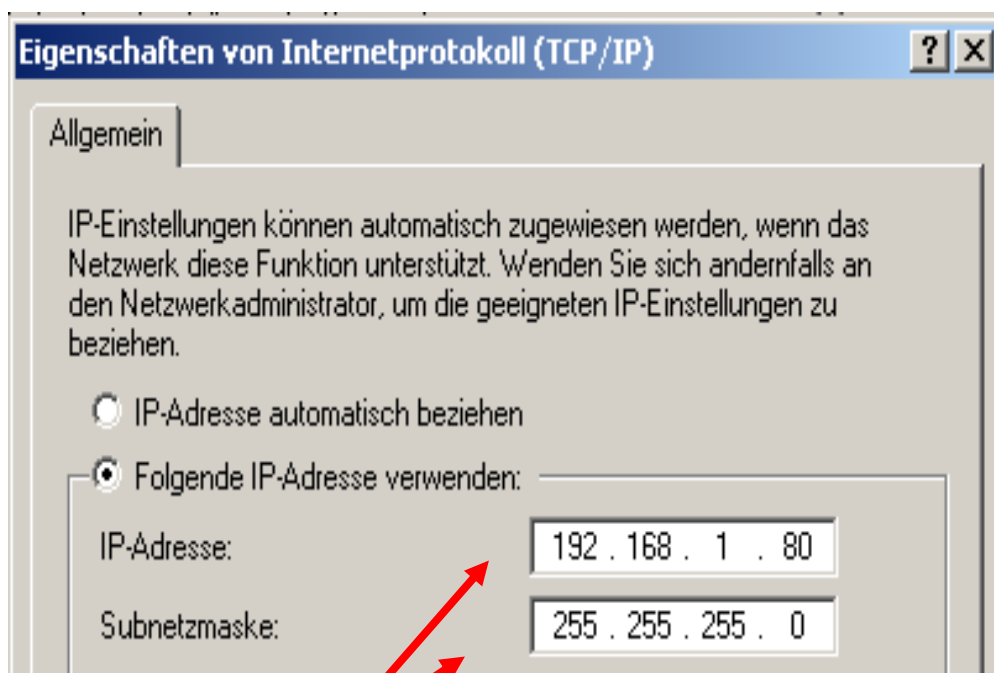 Eigenschaften von Internetprotokoll (TCP/IP)
Allgemein
IP-Einstellungen können automatisch zugewiesen werden, wenn das
Netzwerk diese Funktion unterstützt. Wenden Sie sich andernfalls an
den Netzwerkadministrator, um die geeigneten IP-Einstellungen zu
beziehen.
IP-Adresse automatisch beziehen
Folgende IP-Adresse verwenden:
IP-Adresse: 192 . 168 . 1 . 80
Subnetzmaske: 255 . 255 . 255 . 0